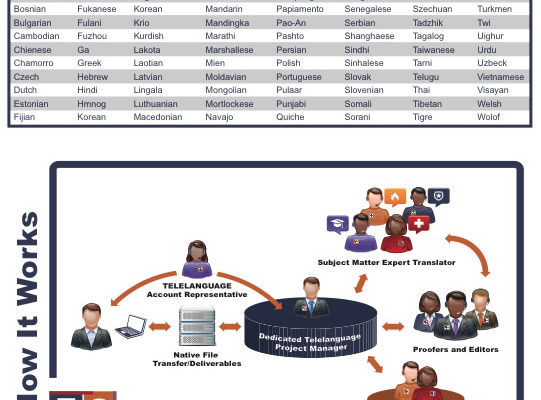 Bosnian Fukanese Korean Mandarin Papiamento Senegalese Szechuan Turkmen
Bulgarian Fulani Krio Mandingka Pao-An Serbian Tadzhik Twi
Cambodian Fuzhou Kurdish Marathi Pashto Shanghaese Tagalog Uighur
Chienese Ga Lakota Marshallese Persian Sindhi Taiwanese Urdu
Chamorro Greek Laotian Mien Polish Sinhalese Tarni Uzbeck
Czech Hebrew Latvian Moldavian Portuguese Slovak Telugu Vietnamese
Dutch Hindi Lingala Mongolian Pulaar Slovenian Thai Visayan
Estonian Hmnog Luthuanian Mortlockese Punjabi Somali Tibetan Welsh
Fijian Korean Macedonian Navajo Quiche Sorani Tigre Wolof
How It Works
Subject Matter Expert Translator
TELELANGUAGE
Account Representative
Dedicated Telelanguage
Project Manager
Proofers and Editors
Native File
Transfer/Deliverables